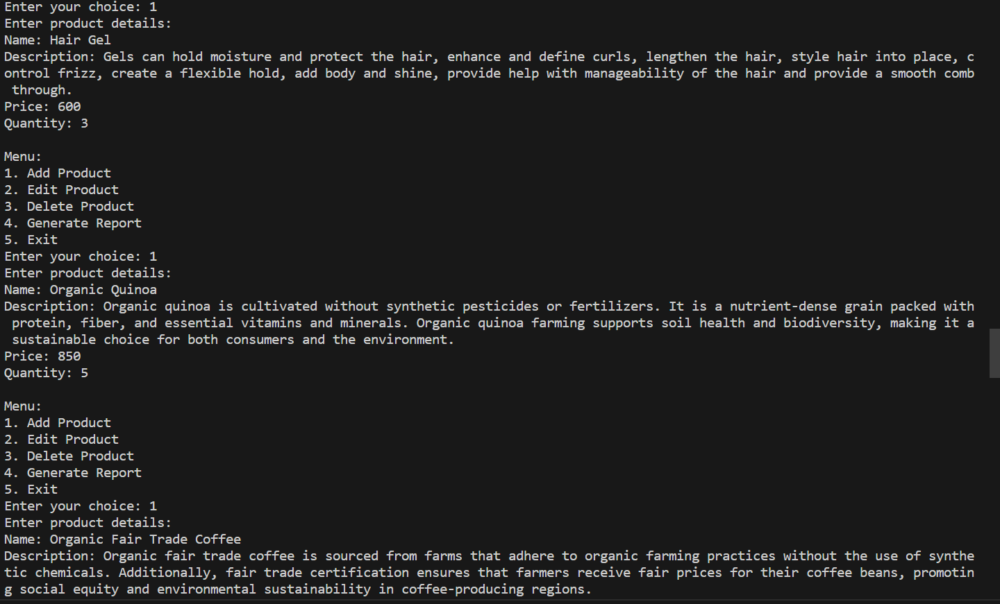 Enter your choice: 1
Enter product details:
Name: Hair Gel
Description: Gels can hold moisture and protect the hair, enhance and define curls, lengthen the hair, style hair into place, c
ontrol frizz, create a flexible hold, add body and shine, provide help with manageability of the hair and provide a smooth comb
 through.
Price: 600
Quantity: 3

Menu:
1. Add Product
2. Edit Product
3. Delete Product
4. Generate Report
5. Exit
Enter your choice: 1
Enter product details:
Name: Organic Quinoa
Description: Organic quinoa is cultivated without synthetic pesticides or fertilizers. It is a nutrient-dense grain packed with
 protein, fiber, and essential vitamins and minerals. Organic quinoa farming supports soil health and biodiversity, making it a
 sustainable choice for both consumers and the environment.
Price: 850
Quantity: 5

Menu:
1. Add Product
2. Edit Product
3. Delete Product
4. Generate Report
5. Exit
Enter your choice: 1
Enter product details:
Name: Organic Fair Trade Coffee
Description: Organic fair trade coffee is sourced from farms that adhere to organic farming practices without the use of synthe
tic chemicals. Additionally, fair trade certification ensures that farmers receive fair prices for their coffee beans, promotin
g social equity and environmental sustainability in coffee-producing regions.